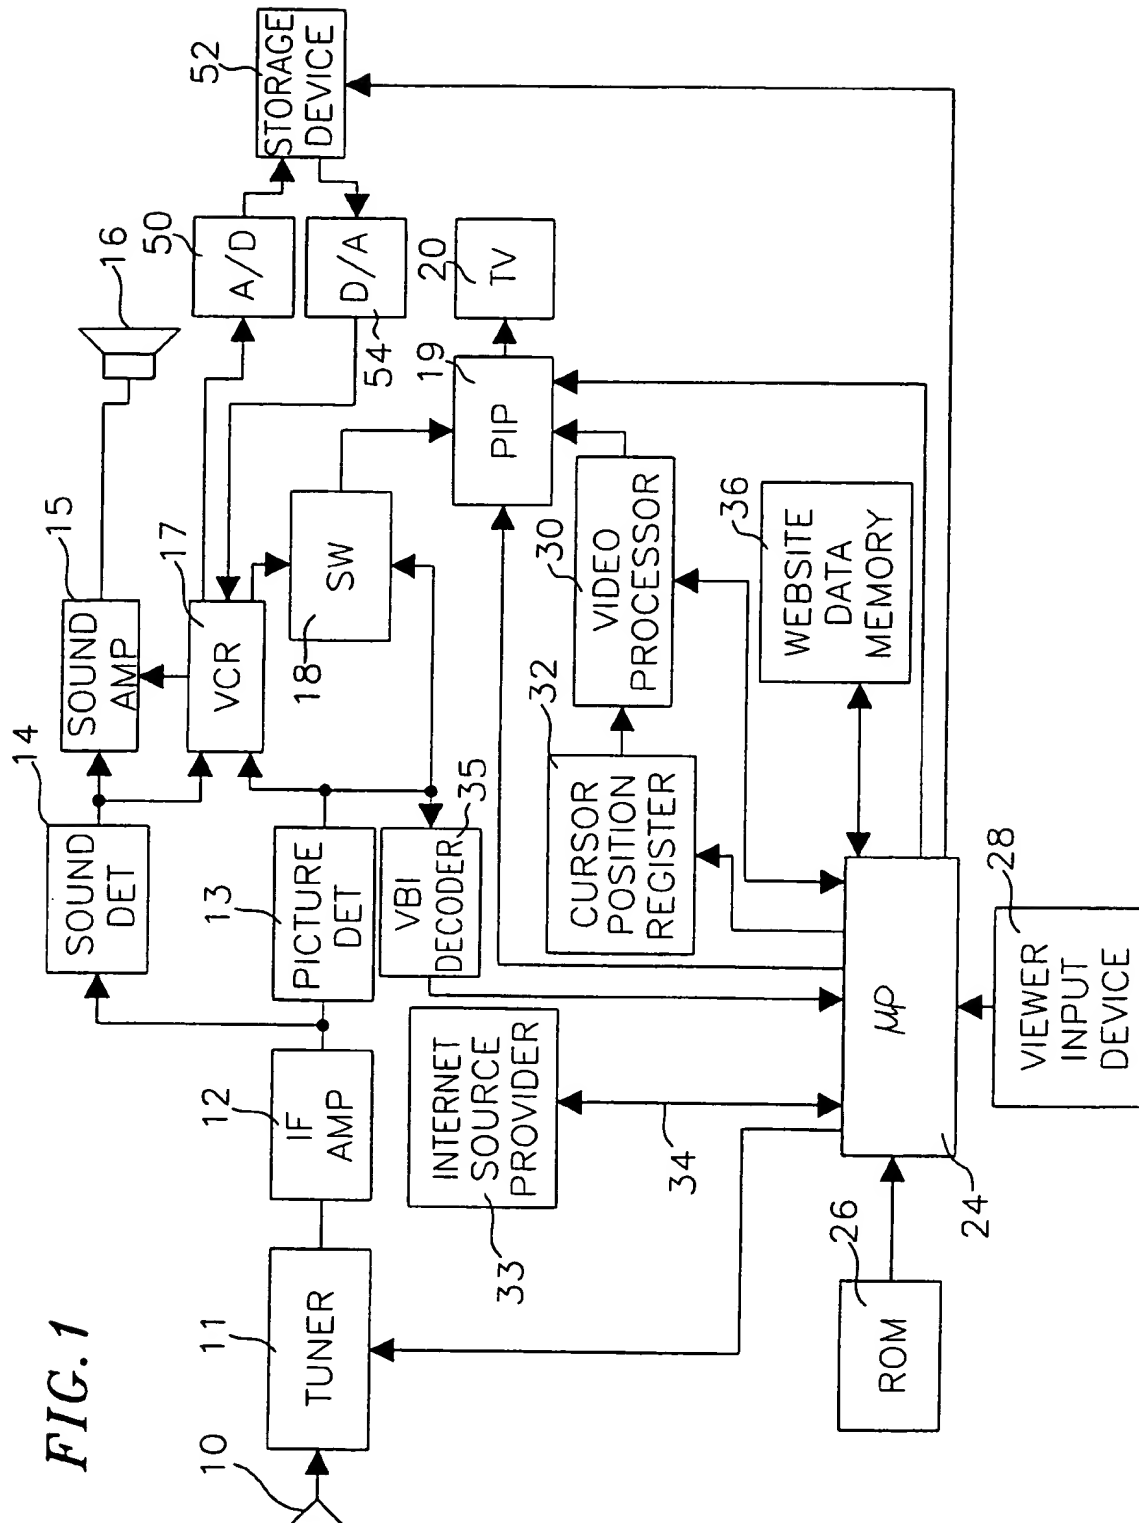 FIG. 1
10
11
TUNER
12
IF
AMP
13
PICTURE
DET
14
SOUND
DET
15
SOUND
AMP
16
17
VCR
18
SW
50
A/D
52
STORAGE
DEVICE
54
D/A
19
PIP
20
TV
35
VBI
DECODER
33
INTERNET
SOURCE
PROVIDER
34
32
CURSOR
POSITION
REGISTER
30
VIDEO
PROCESSOR
36
WEBSITE
DATA
MEMORY
26
ROM
24
μP
28
VIEWER
INPUT
DEVICE